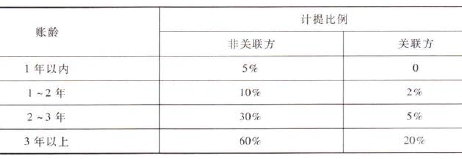 账龄 计提比例
非关联方 关联方
1年以内 5% 0
1~2年 10% 2%
2~3年 30% 5%
3年以上 60% 20%